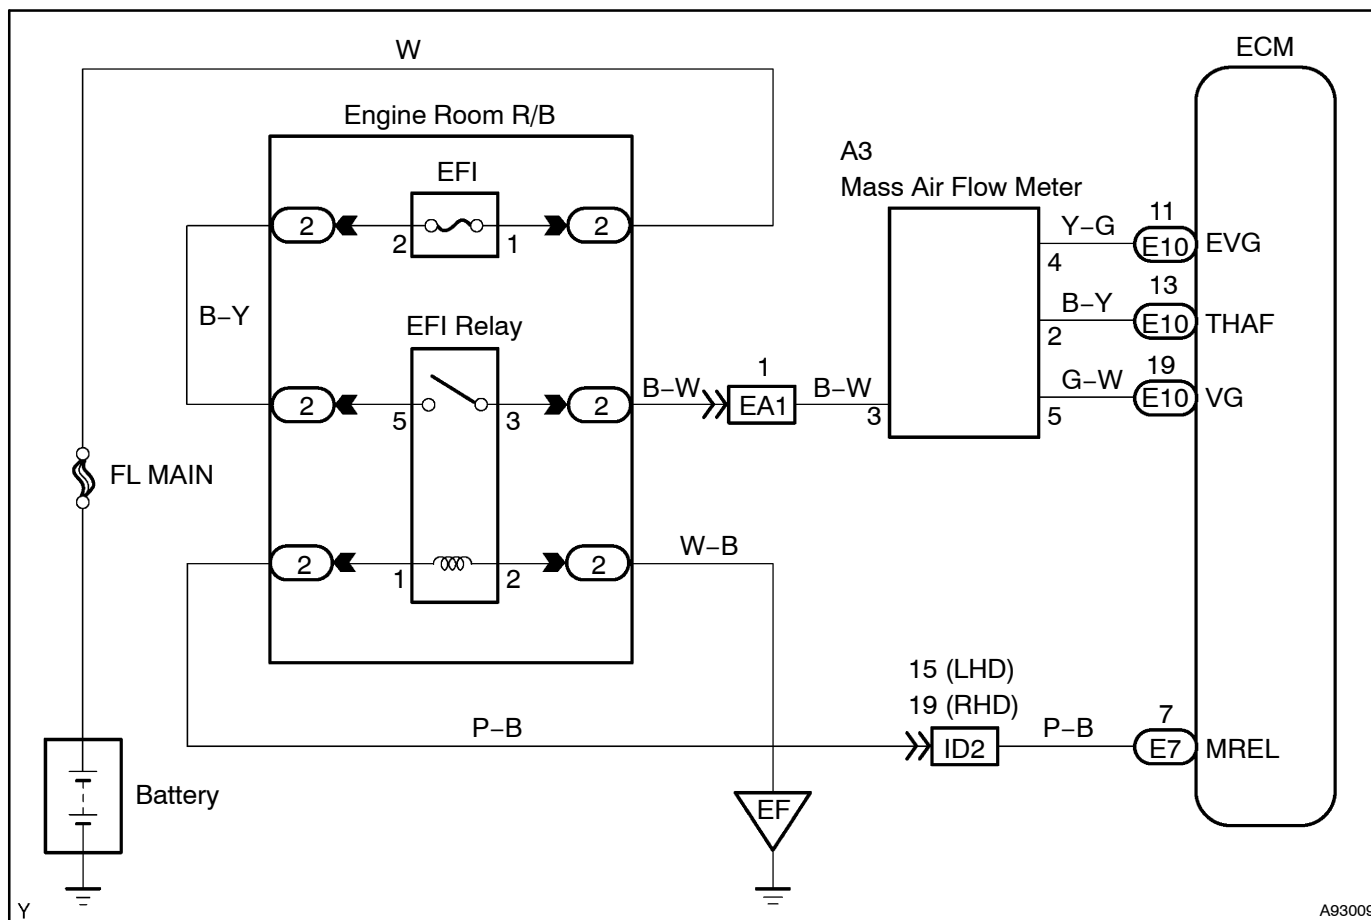 W
ECM
Engine Room R/B
A3
Mass Air Flow Meter
EFI
2
2
2
1
Y–G
4
11
E10
EVG
B–Y
EFI Relay
B–Y
2
13
E10
THAF
2
5
3
2
B–W
1
EA1
B–W
3
G–W
5
19
E10
VG
FL MAIN
2
1
2
2
W–B
15 (LHD)
19 (RHD)
P–B
ID2
P–B
7
E7
MREL
Battery
EF
Y
A93009